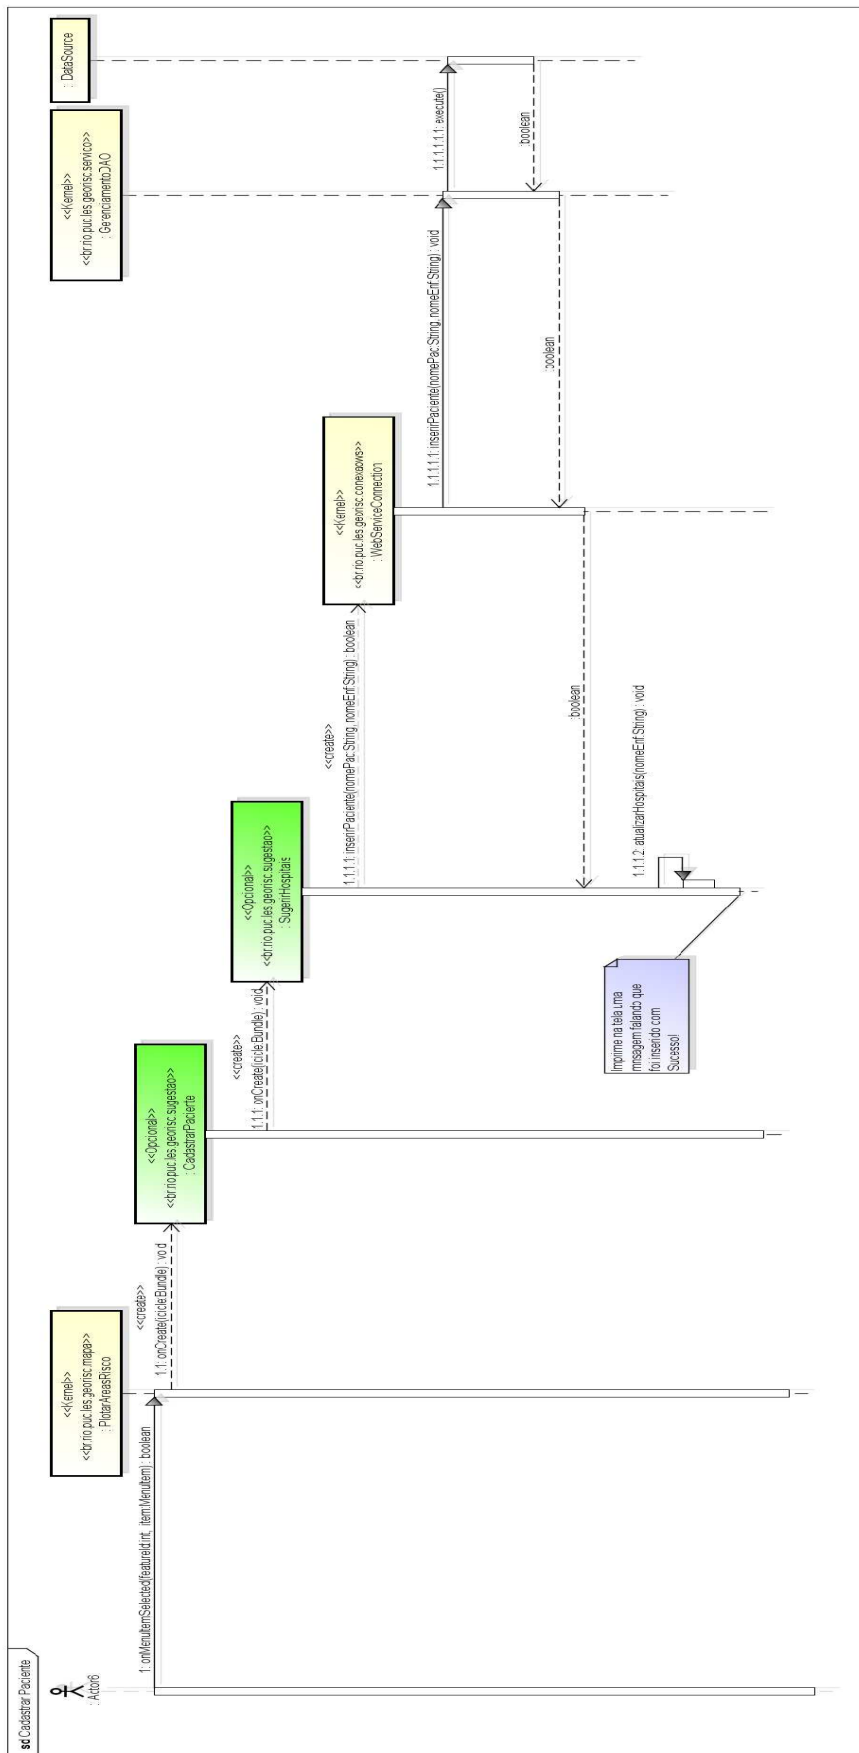 sd Cadastrar Paciente
: Actor6
<<Kernel>>
<<br.rio.puc.les.georisc.mapa>>
: PlotarAreasRisco
<<Opcional>>
<<br.rio.puc.les.georisc.sugestao>>
: CadastrarPaciente
<<Opcional>>
<<br.rio.puc.les.georisc.sugestao>>
: SugerirHospitais
<<Kernel>>
<<br.rio.puc.les.georisc.conexaows>>
: WebServiceConnection
<<Kernel>>
<<br.rio.puc.les.georisc.servico>>
: GerenciamentoDAO
: DataSource
1: onMenuItemSelected(featureId:int, item:MenuItem) : boolean
<<create>>
1.1: onCreate(icicle:Bundle) : void
<<create>>
1.1.1: onCreate(icicle:Bundle) : void
<<create>>
1.1.1.1: inserirPaciente(nomePac:String, nomeEnf:String) : boolean
1.1.1.1.1: inserirPaciente(nomePac:String, nomeEnf:String) : void
1.1.1.1.1.1: execute()
:boolean
:boolean
:boolean
1.1.1.2: atualizarHospitais(nomeEnf:String) : void
Imprime na tela uma
mnsagem falando que
foi inserido com
Sucesso!